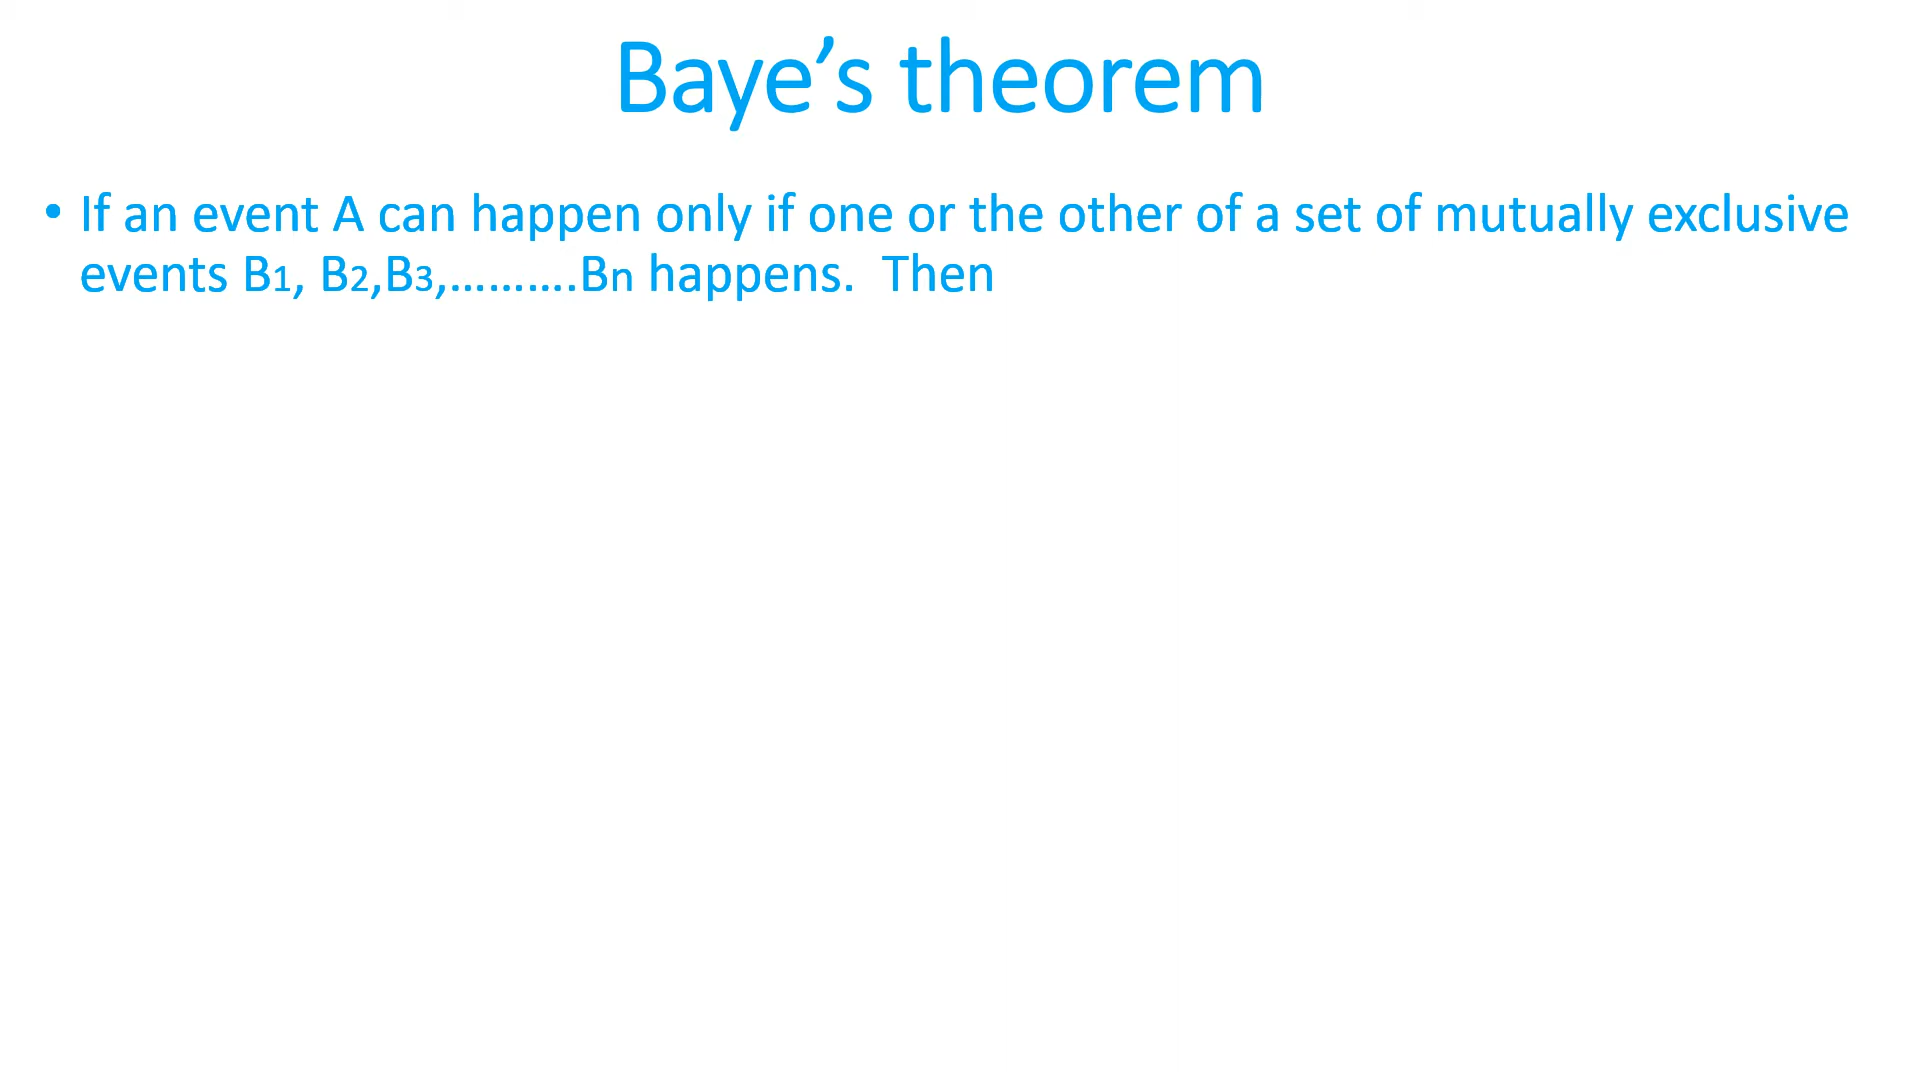 Baye’s theorem
• If an event A can happen only if one or the other of a set of mutually exclusive
events B1, B2,B3,……….Bn happens.  Then